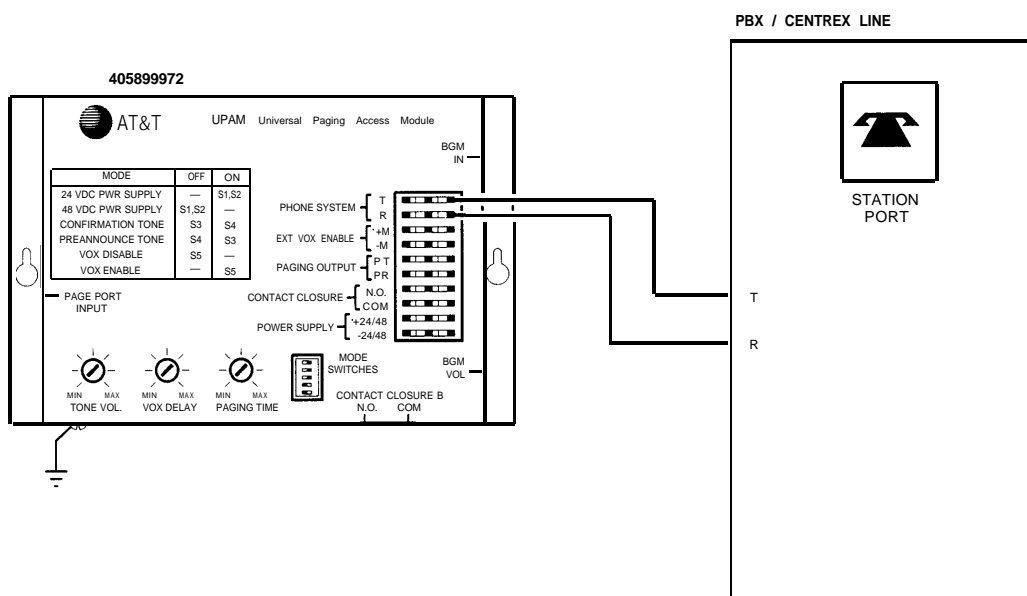 PBX / CENTREX LINE
405899972
AT&T
UPAM Universal Paging Access Module
BGM
IN
MODE OFF ON
24 VDC PWR SUPPLY — S1,S2
48 VDC PWR SUPPLY S1,S2 —
CONFIRMATION TONE S3 S4
PREANNOUNCE TONE S4 S3
VOX DISABLE S5 —
VOX ENABLE — S5
PHONE SYSTEM
T
R
EXT VOX ENABLE
+M
-M
PAGING OUTPUT
PT
PR
CONTACT CLOSURE
N.O.
COM
POWER SUPPLY
+24/48
-24/48
PAGE PORT
INPUT
MODE
SWITCHES
BGM
VOL
MIN MAX
TONE VOL.
MIN MAX
VOX DELAY
MIN MAX
PAGING TIME
CONTACT CLOSURE B
N.O. COM
STATION
PORT
T
R